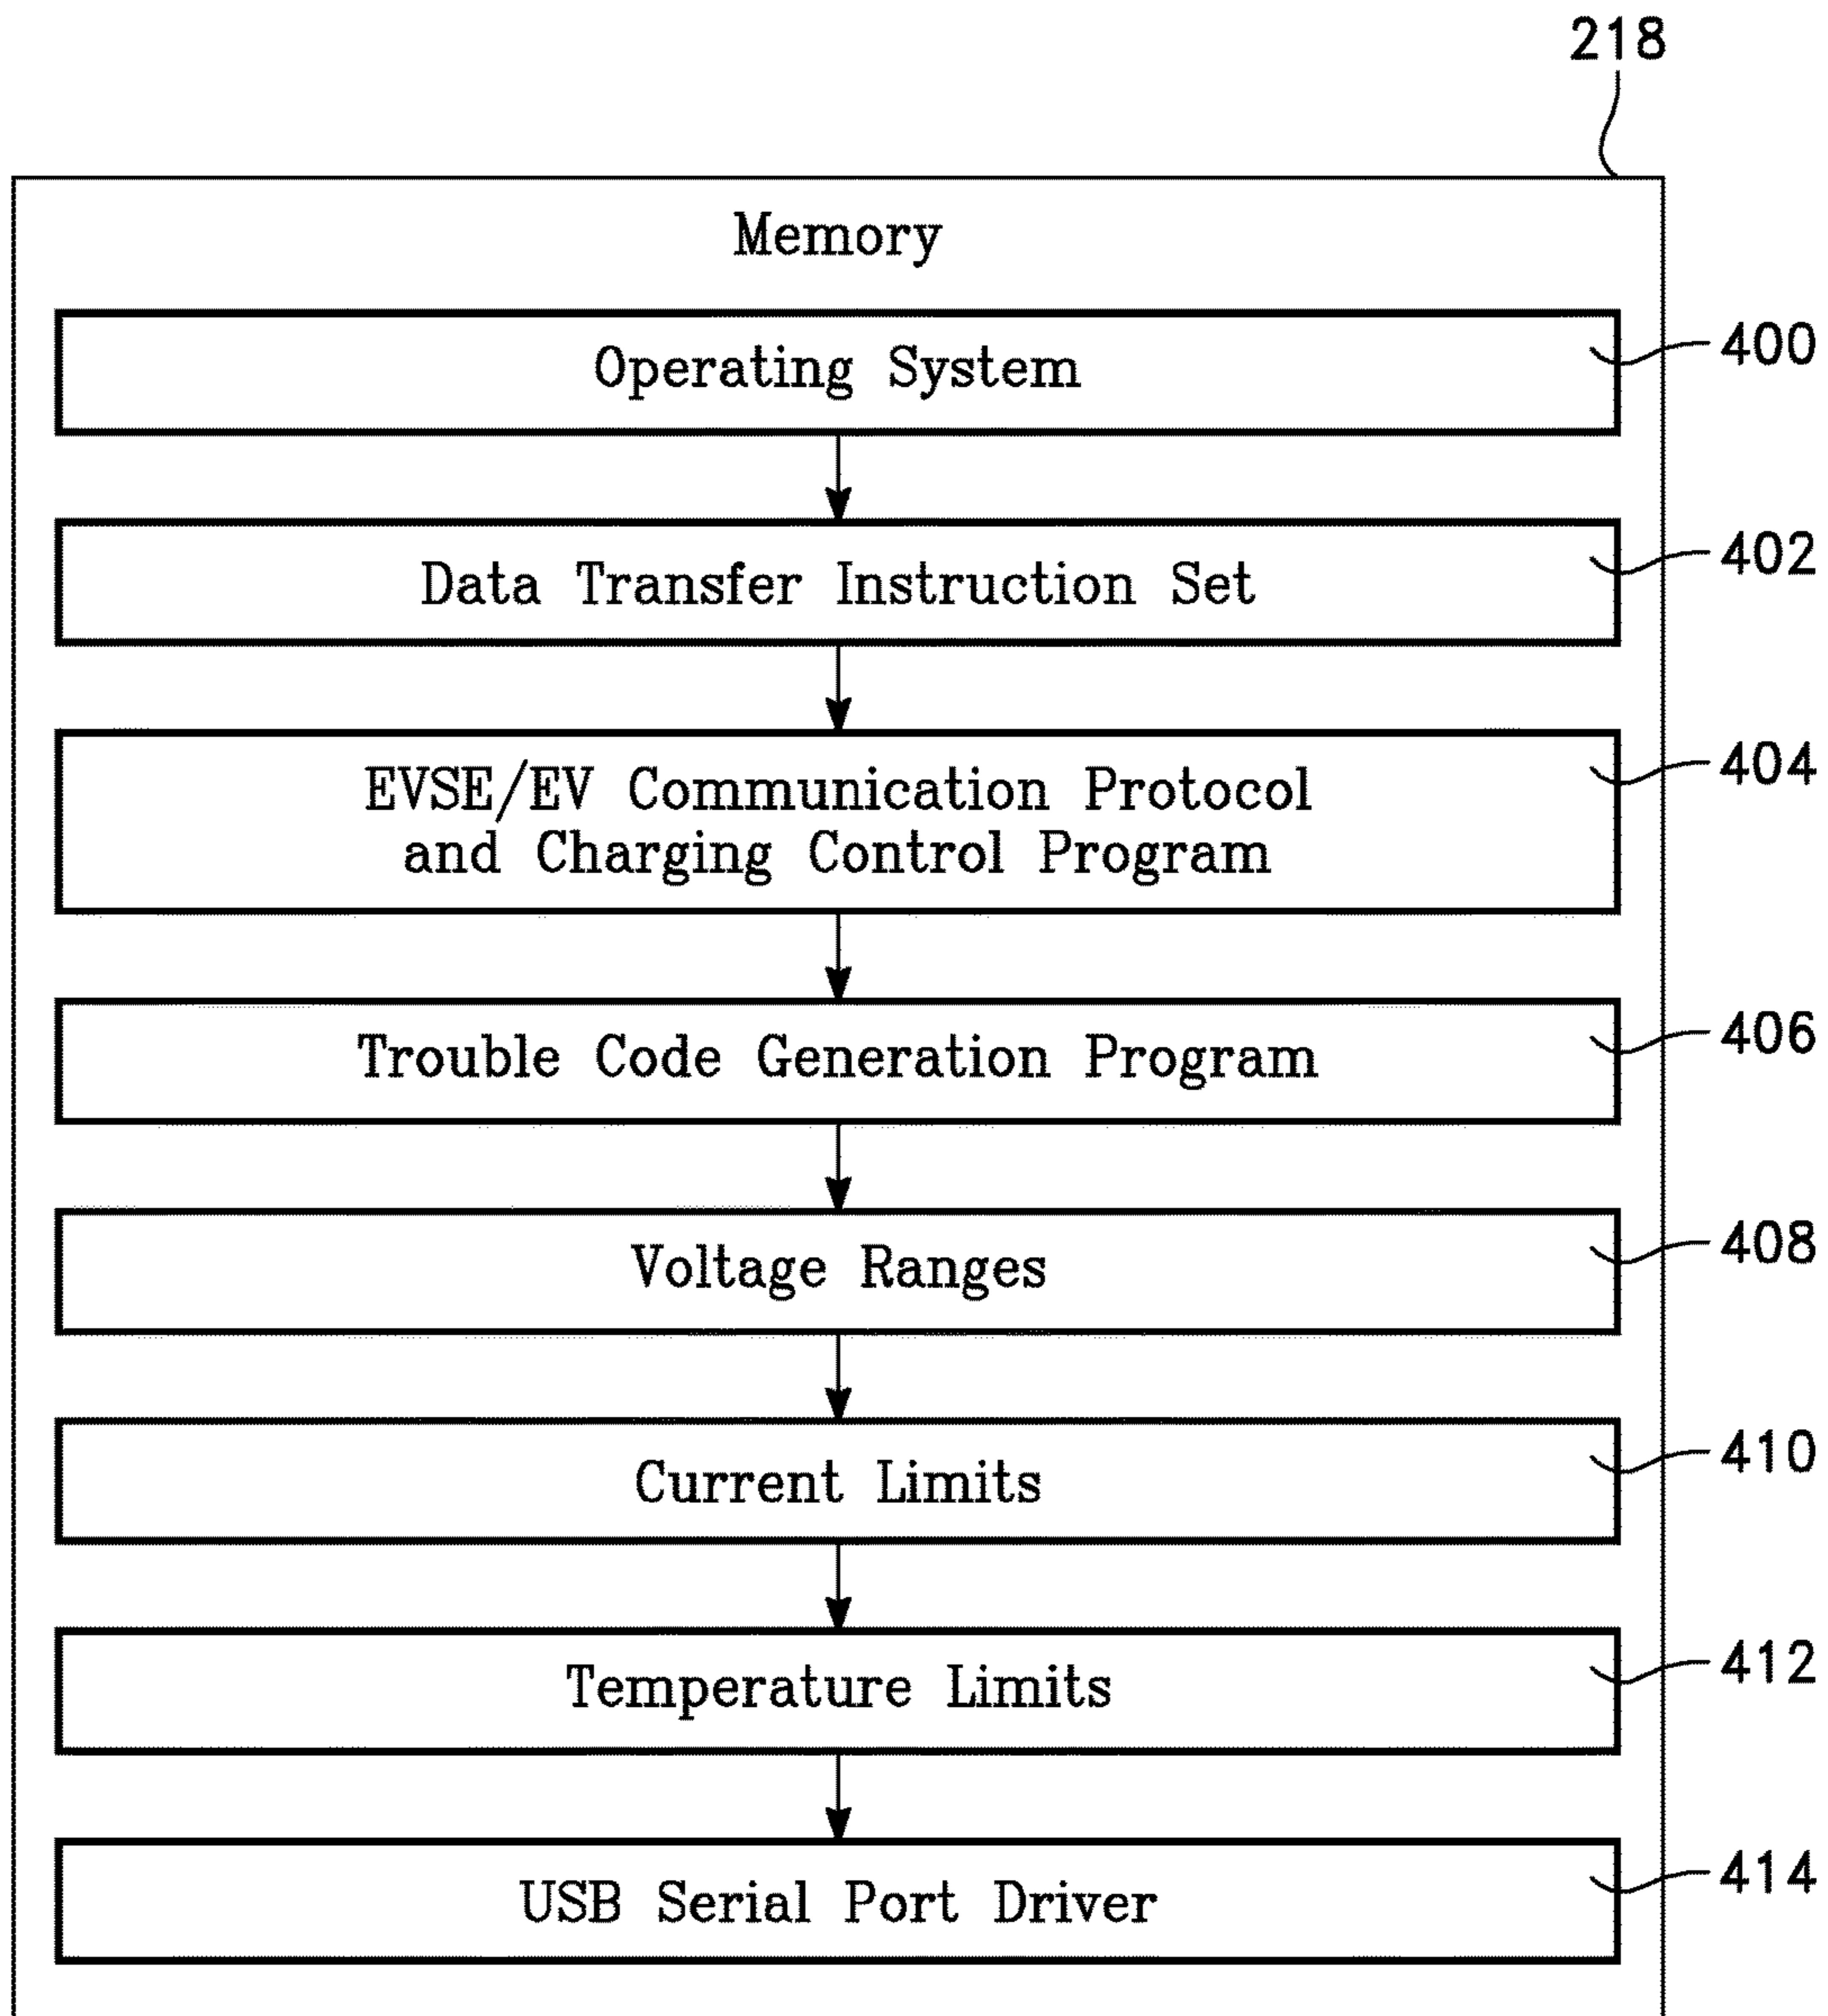 218
Memory
Operating System
400
Data Transfer Instruction Set
402
EVSE/EV Communication Protocol
and Charging Control Program
404
Trouble Code Generation Program
406
Voltage Ranges
408
Current Limits
410
Temperature Limits
412
USB Serial Port Driver
414